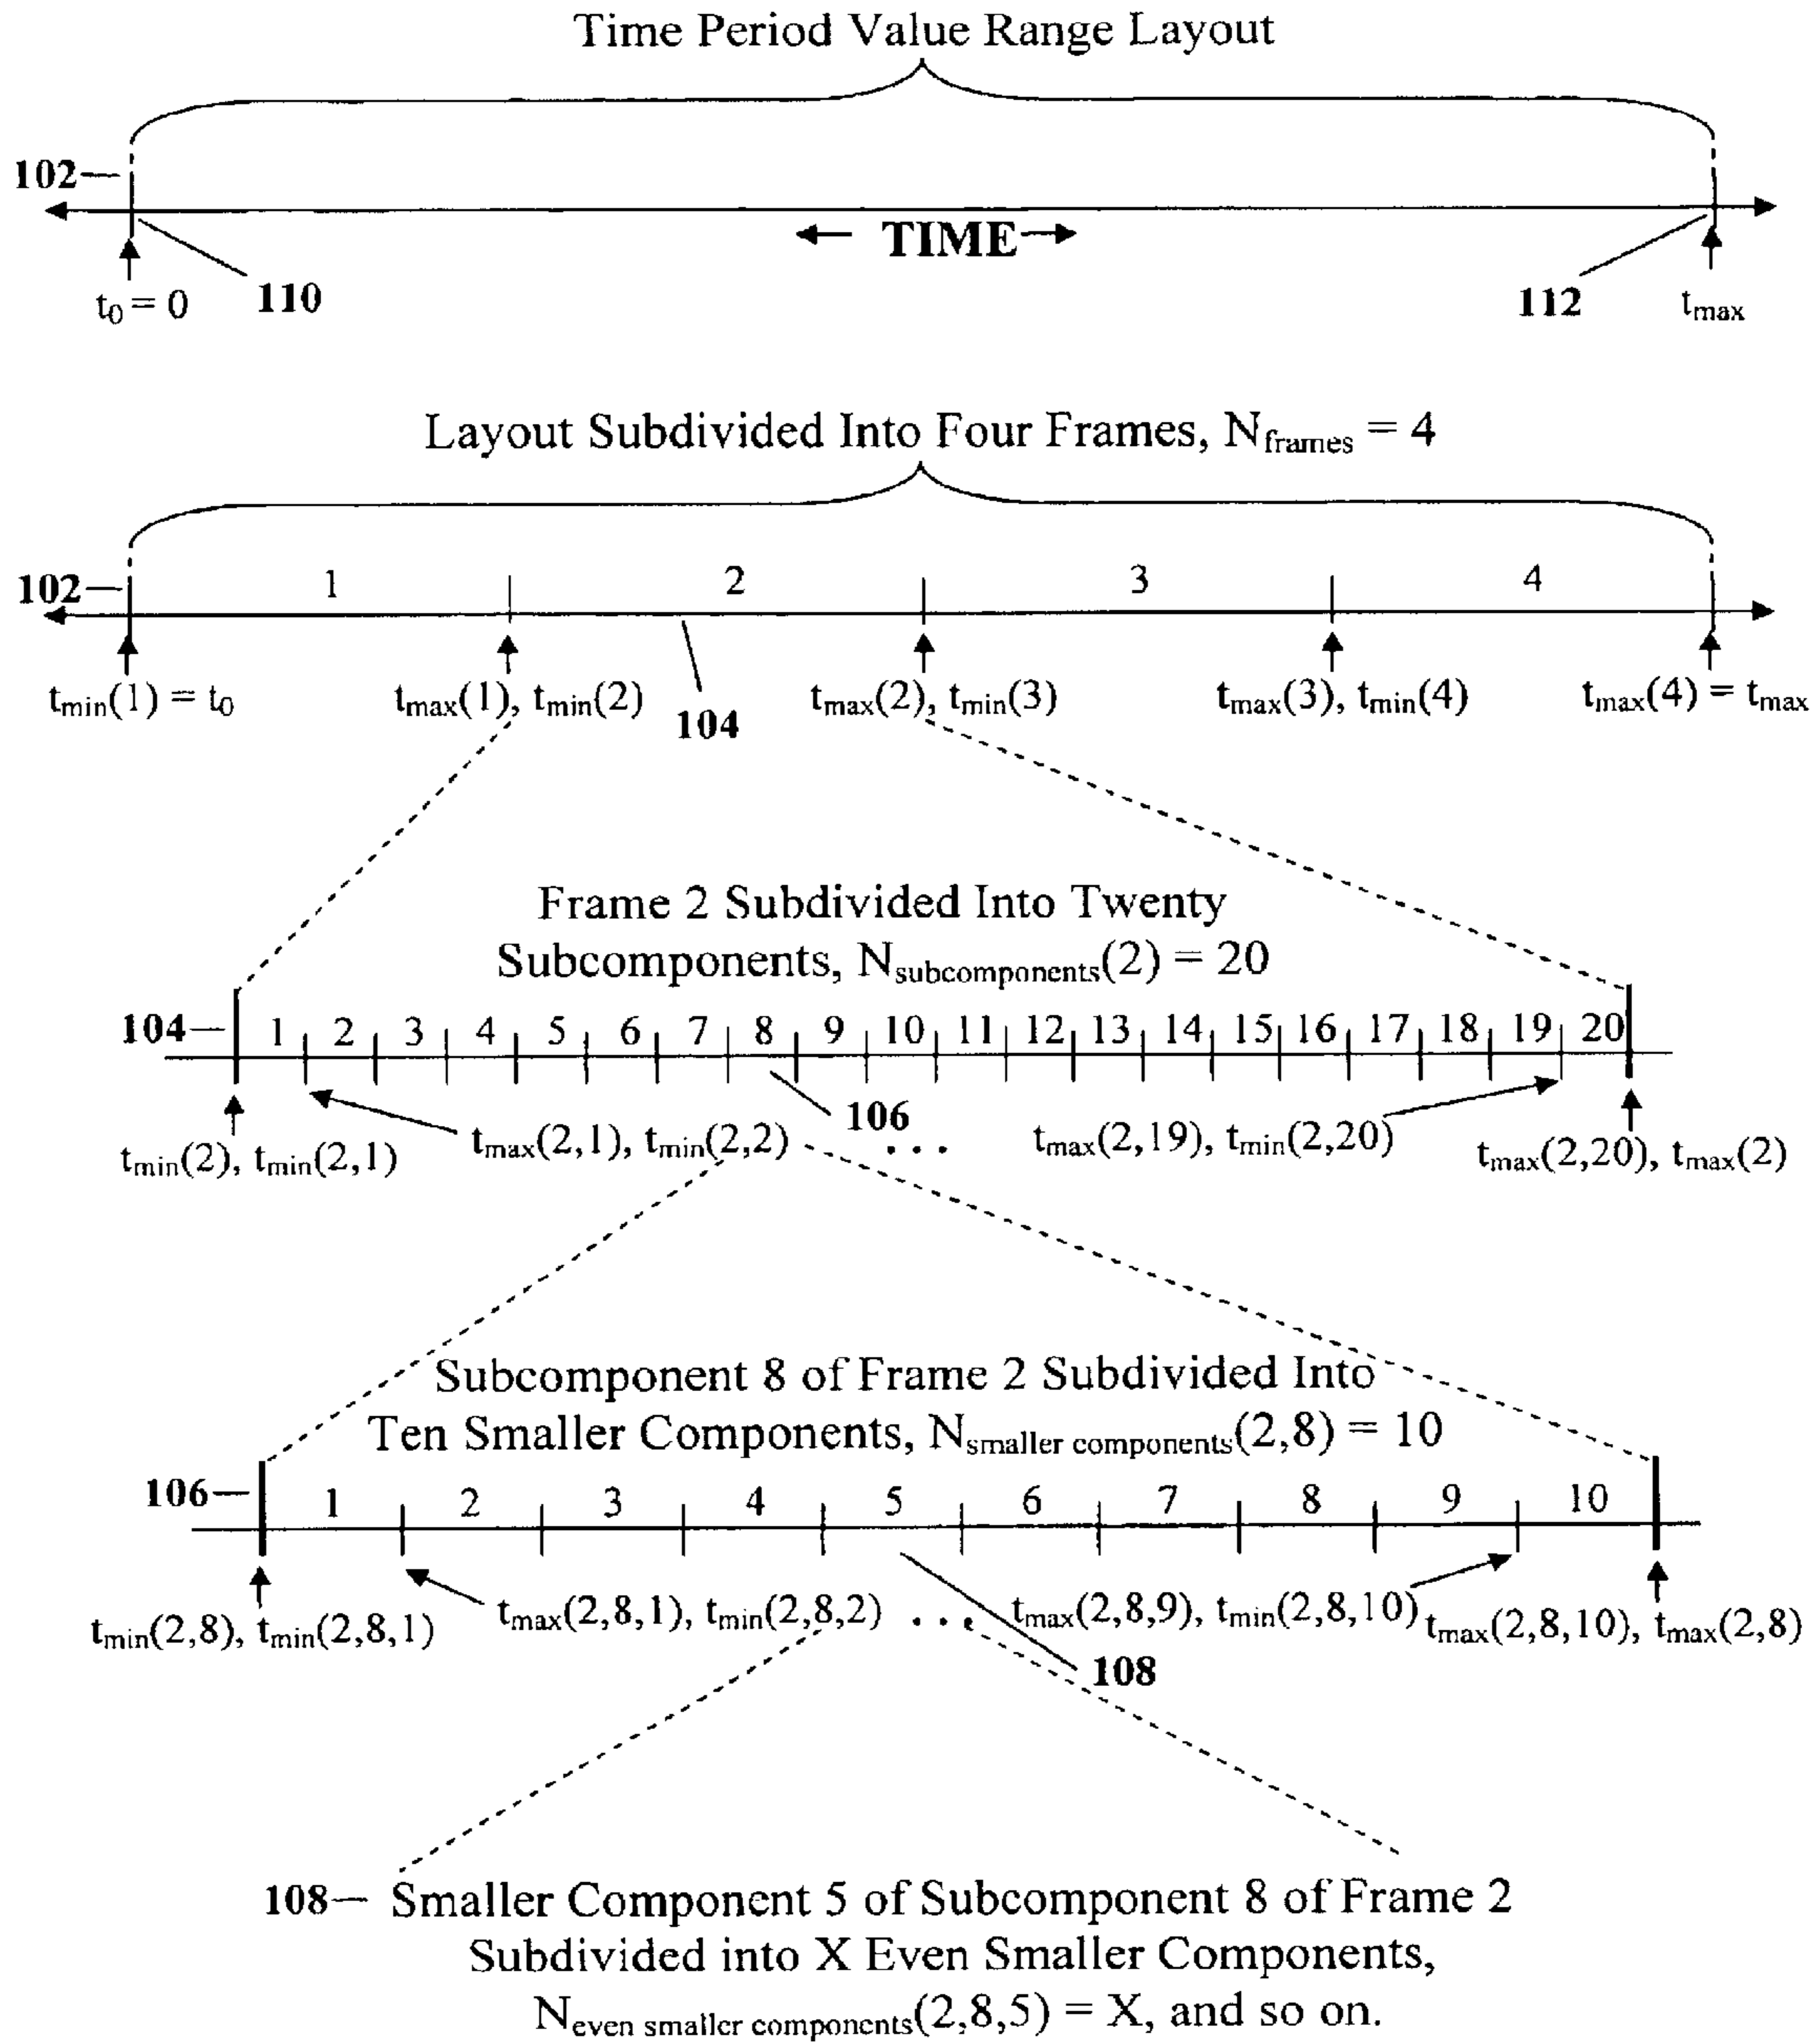 Time Period Value Range Layout
102
TIME
t0 = 0
110
112
tmax
Layout Subdivided Into Four Frames, Nframes = 4
102
1 2 3 4
tmin(1) = t0
tmax(1), tmin(2)
104
tmax(2), tmin(3)
tmax(3), tmin(4)
tmax(4) = tmax
Frame 2 Subdivided Into Twenty
Subcomponents, Nsubcomponents(2) = 20
104
1 2 3 4 5 6 7 8 9 10 11 12 13 14 15 16 17 18 19 20
tmin(2), tmin(2,1)
tmax(2,1), tmin(2,2)
106
. . .
tmax(2,19), tmin(2,20)
tmax(2,20), tmax(2)
Subcomponent 8 of Frame 2 Subdivided Into
Ten Smaller Components, Nsmaller components(2,8) = 10
106
1 2 3 4 5 6 7 8 9 10
tmin(2,8), tmin(2,8,1)
tmax(2,8,1), tmin(2,8,2)
. . .
tmax(2,8,9), tmin(2,8,10)
tmax(2,8,10), tmax(2,8)
108
108
Smaller Component 5 of Subcomponent 8 of Frame 2
Subdivided into X Even Smaller Components,
Neven smaller components(2,8,5) = X, and so on.